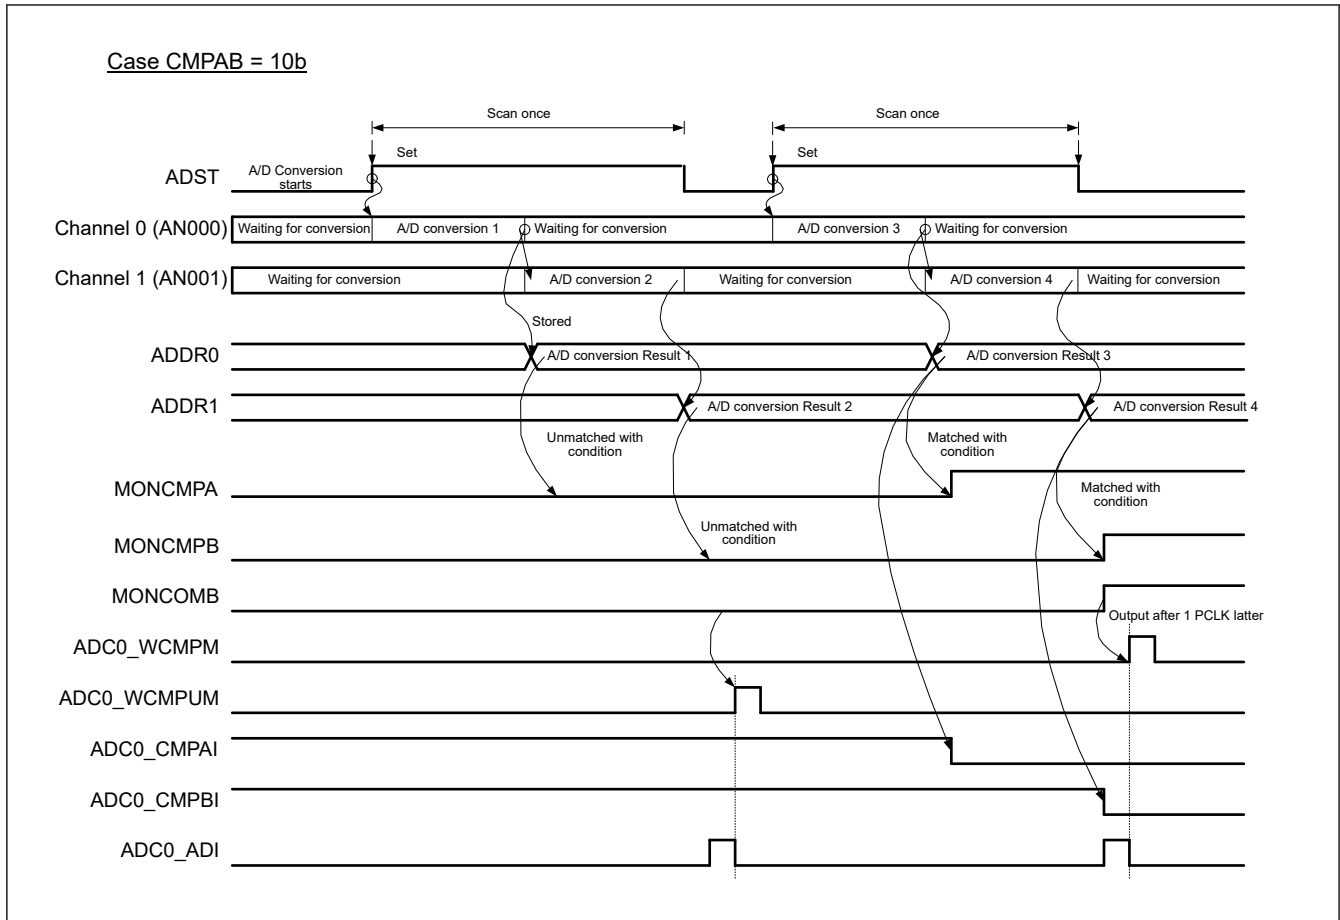 Case CMPAB = 10b
Scan once
Scan once
Set
Set
ADST
A/D Conversion
starts
Channel 0 (AN000)
Waiting for conversion
A/D conversion 1
Waiting for conversion
A/D conversion 3
Waiting for conversion
Channel 1 (AN001)
Waiting for conversion
A/D conversion 2
Waiting for conversion
A/D conversion 4
Waiting for conversion
Stored
ADDR0
A/D conversion Result 1
A/D conversion Result 3
ADDR1
A/D conversion Result 2
A/D conversion Result 4
Unmatched with
condition
Matched with
condition
MONCMPA
Matched with
condition
Unmatched with
condition
MONCMPB
MONCOMB
Output after 1 PCLK latter
ADC0_WCMPM
ADC0_WCMPUM
ADC0_CMPAI
ADC0_CMPBI
ADC0_ADI